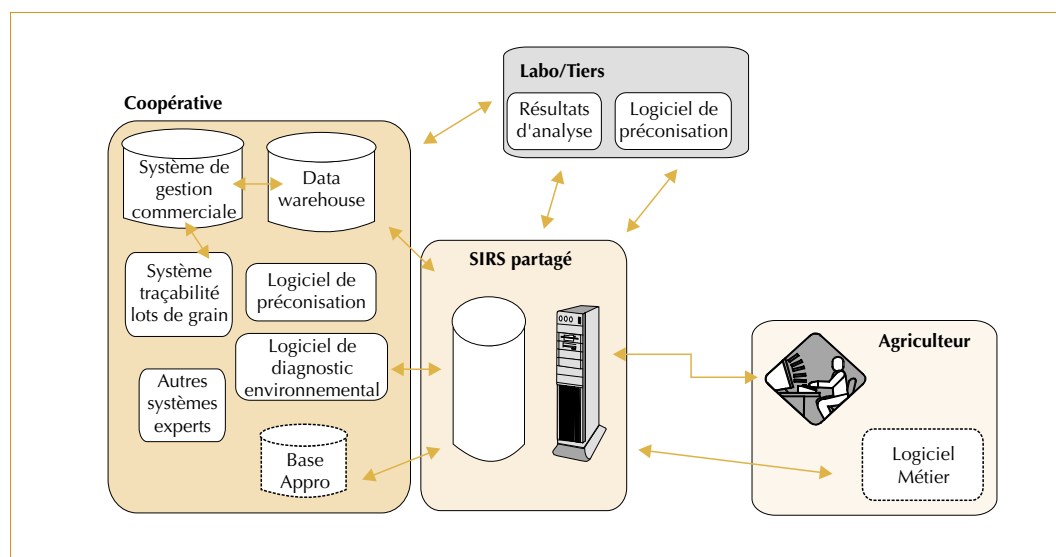 Labo/Tiers
Résultats
d'analyse
Logiciel de
préconisation
Coopérative
Système de
gestion
commerciale
Data
warehouse
Système
traçabilité
lots de grain
Logiciel de
préconisation
Logiciel de
diagnostic
environnemental
Autres
systèmes
experts
Base
Appro
SIRS partagé
Agriculteur
Logiciel
Métier